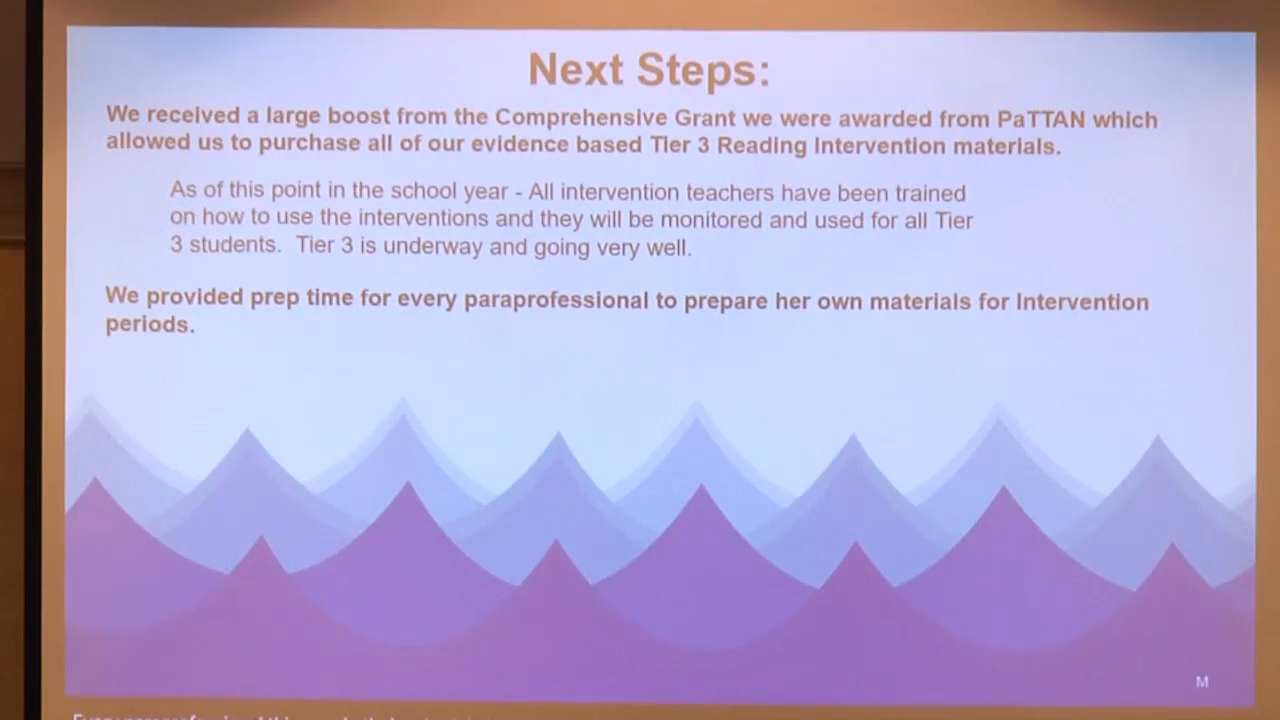 Next Steps:
We received a large boost from the Comprehensive Grant we were awarded from PaTTAN which
allowed us to purchase all of our evidence based Tier 3 Reading Intervention materials.
As of this point in the school year - All intervention teachers have been trained
on how to use the interventions and they will be monitored and used for all Tier
3 students. Tier 3 is underway and going very well.
We provided prep time for every paraprofessional to prepare her own materials for Intervention
periods.
M